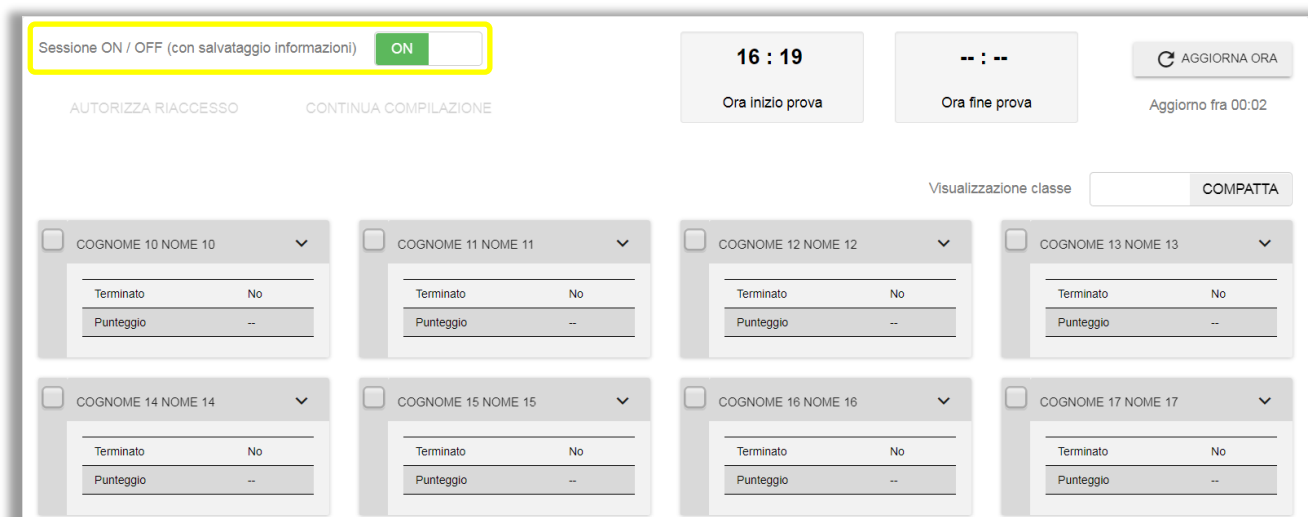 Sessione ON / OFF (con salvataggio informazioni) ON
16 : 19
Ora inizio prova
-- : --
Ora fine prova
AGGIORNA ORA
Aggiorno fra 00:02
AUTORIZZA RIACCESSO CONTINUA COMPILAZIONE
Visualizzazione classe COMPATTA
COGNOME 10 NOME 10
Terminato No
Punteggio --
COGNOME 11 NOME 11
Terminato No
Punteggio --
COGNOME 12 NOME 12
Terminato No
Punteggio --
COGNOME 13 NOME 13
Terminato No
Punteggio --
COGNOME 14 NOME 14
Terminato No
Punteggio --
COGNOME 15 NOME 15
Terminato No
Punteggio --
COGNOME 16 NOME 16
Terminato No
Punteggio --
COGNOME 17 NOME 17
Terminato No
Punteggio --